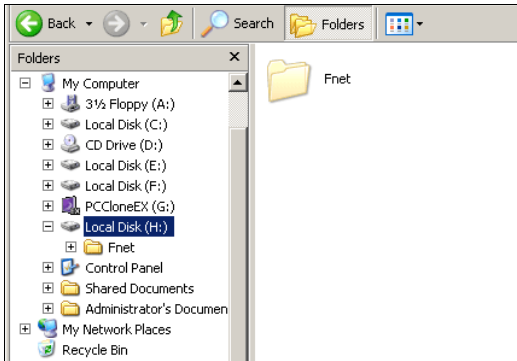 Back Search Folders
Folders x
My Computer
3½ Floppy (A:)
Local Disk (C:)
CD Drive (D:)
Local Disk (E:)
Local Disk (F:)
PCCloneEX (G:)
Local Disk (H:)
Fnet
Control Panel
Shared Documents
Administrator's Documen
My Network Places
Recycle Bin
Fnet